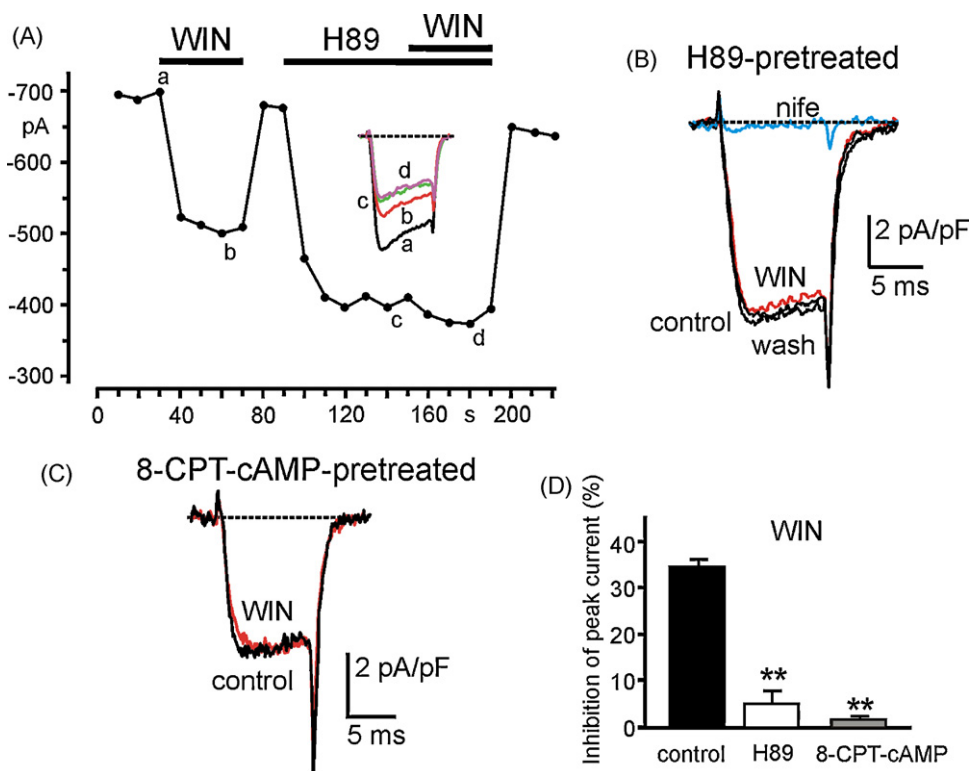 (A)
WIN
H89
WIN
-700
pA
-600
-500
-400
-300
a
b
c
d
d
c
b
a
0
40
80
120
160
s
200
(B)
H89-pretreated
nife
WIN
control
wash
2 pA/pF
5 ms
(C)
8-CPT-cAMP-pretreated
WIN
control
2 pA/pF
5 ms
(D)
Inhibition of peak current (%)
WIN
40
30
20
10
0
**
**
control
H89
8-CPT-cAMP